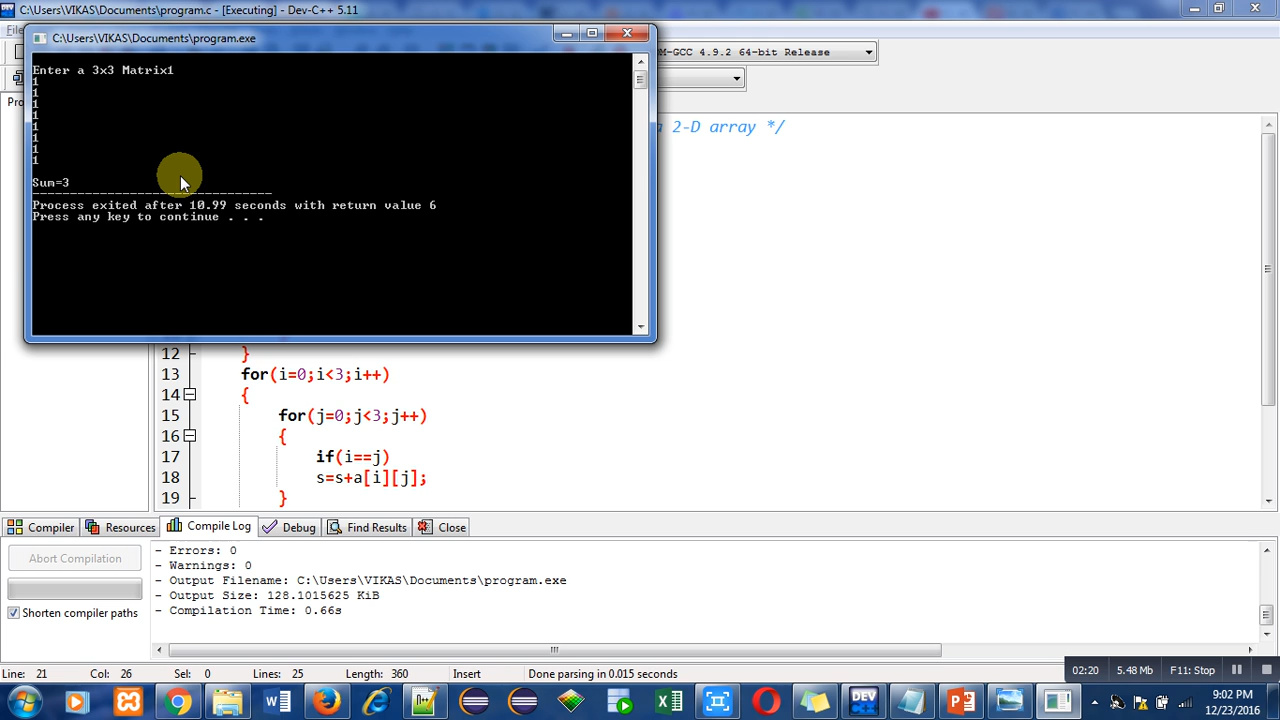 C:\Users\VIKAS\Documents\program.c - [Executing] - Dev-C++ 5.11
File
C:\Users\VIKAS\Documents\program.exe
M-GCC 4.9.2 64-bit Release
Enter a 3x3 Matrix1
1
1
1
1
1
1
1
1
Sum=3
--------------------------------
Process exited after 10.99 seconds with return value 6
Press any key to continue . . .
2-D array */
12 }
13 for(i=0;i<3;i++)
14 {
15 for(j=0;j<3;j++)
16 {
17 if(i==j)
18 s=s+a[i][j];
19 }
Compiler Resources Compile Log Debug Find Results Close
Abort Compilation
Shorten compiler paths
- Errors: 0
- Warnings: 0
- Output Filename: C:\Users\VIKAS\Documents\program.exe
- Output Size: 128.1015625 KiB
- Compilation Time: 0.66s
Line: 21 Col: 26 Sel: 0 Lines: 25 Length: 360 Insert Done parsing in 0.015 seconds
02:20 5.48 Mb F11: Stop
DEV
9:02 PM
12/23/2016